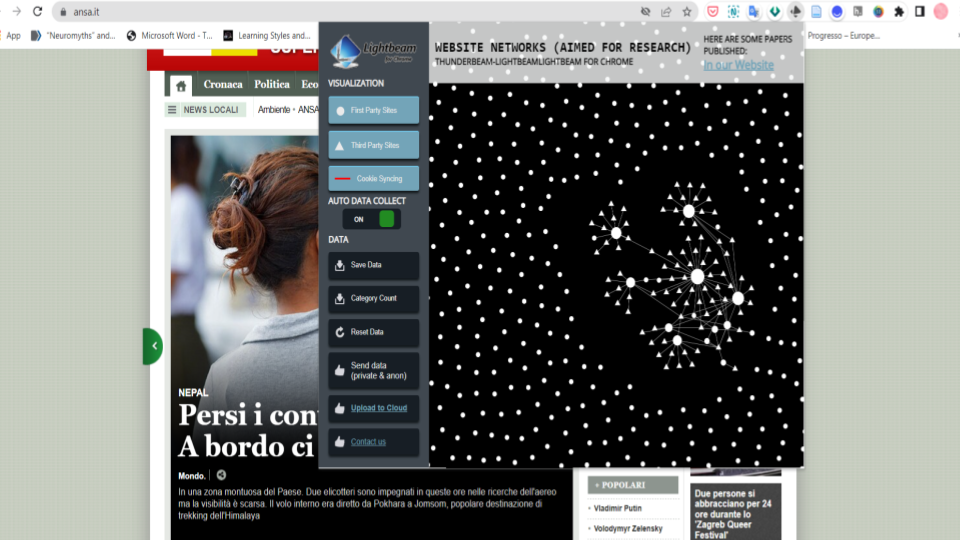 ansa.it
App
"Neuromyths" and...
Microsoft Word - T...
Learning Styles and...
Progresso – Europe...
SUPER
Cronaca
Politica
Eco
NEWS LOCALI
Ambiente • ANSA
NEPAL
Persi i con
A bordo ci
Mondo.
In una zona montuosa del Paese. Due elicotteri sono impegnati in queste ore nelle ricerche dell'aereo
ma la visibilità è scarsa. Il volo interno era diretto da Pokhara a Jomsom, popolare destinazione di
trekking dell'Himalaya
Lightbeam
for Chrome
VISUALIZATION
First Party Sites
Third Party Sites
Cookie Syncing
AUTO DATA COLLECT
ON
DATA
Save Data
Category Count
Reset Data
Send data
(private & anon)
Upload to Cloud
Contact us
WEBSITE NETWORKS (AIMED FOR RESEARCH)
THUNDERBEAM-LIGHTBEAMLIGHTBEAM FOR CHROME
HERE ARE SOME PAPERS
PUBLISHED:
In our Website
+ POPOLARI
Vladimir Putin
Volodymyr Zelensky
Due persone si
abbracciano per 24
ore durante lo
'Zagreb Queer
Festival'